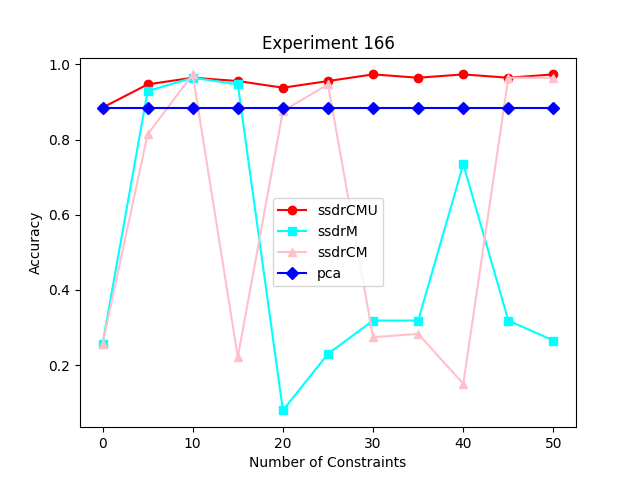 Experiment 166
1.0
0.8
0.6
0.4
0.2
Accuracy
ssdrCMU
ssdrM
ssdrCM
pca
0 10 20 30 40 50
Number of Constraints